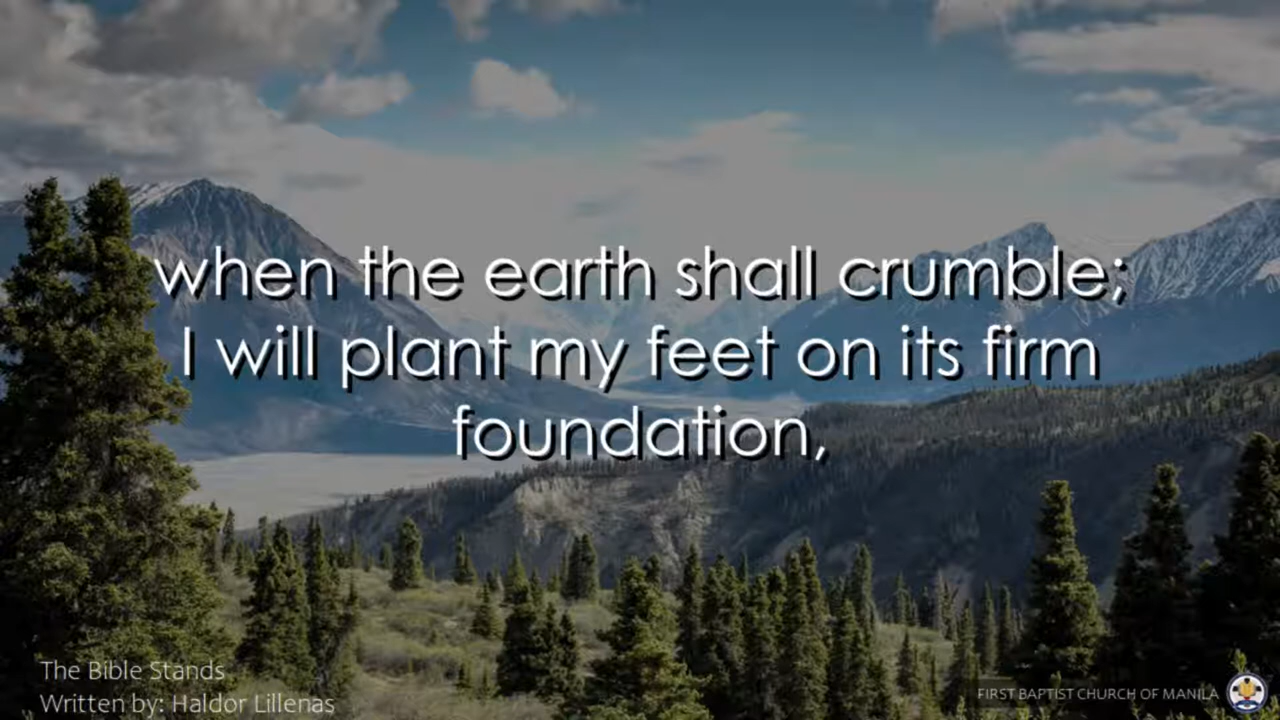 when the earth shall crumble;
I will plant my feet on its firm
foundation,
The Bible Stands
Written by: Haldor Lillenas
FIRST BAPTIST CHURCH OF MANILA